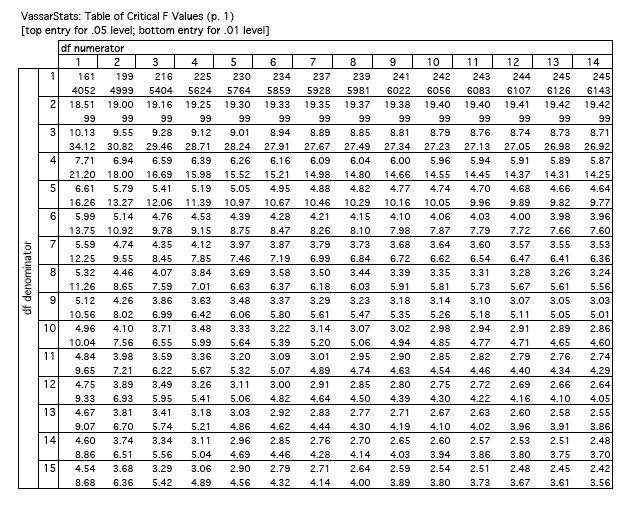 VassarStats: Table of Critical F Values (p. 1)
[top entry for .05 level; bottom entry for .01 level]
df numerator
1 2 3 4 5 6 7 8 9 10 11 12 13 14
df denominator
1 161 199 216 225 230 234 237 239 241 242 243 244 245 245
4052 4999 5404 5624 5764 5859 5928 5981 6022 6056 6083 6107 6126 6143
2 18.51 19.00 19.16 19.25 19.30 19.33 19.35 19.37 19.38 19.40 19.40 19.41 19.42 19.42
99 99 99 99 99 99 99 99 99 99 99 99 99 99
3 10.13 9.55 9.28 9.12 9.01 8.94 8.89 8.85 8.81 8.79 8.76 8.74 8.73 8.71
34.12 30.82 29.46 28.71 28.24 27.91 27.67 27.49 27.34 27.23 27.13 27.05 26.98 26.92
4 7.71 6.94 6.59 6.39 6.26 6.16 6.09 6.04 6.00 5.96 5.94 5.91 5.89 5.87
21.20 18.00 16.69 15.98 15.52 15.21 14.98 14.80 14.66 14.55 14.45 14.37 14.31 14.25
5 6.61 5.79 5.41 5.19 5.05 4.95 4.88 4.82 4.77 4.74 4.70 4.68 4.66 4.64
16.26 13.27 12.06 11.39 10.97 10.67 10.46 10.29 10.16 10.05 9.96 9.89 9.82 9.77
6 5.99 5.14 4.76 4.53 4.39 4.28 4.21 4.15 4.10 4.06 4.03 4.00 3.98 3.96
13.75 10.92 9.78 9.15 8.75 8.47 8.26 8.10 7.98 7.87 7.79 7.72 7.66 7.60
7 5.59 4.74 4.35 4.12 3.97 3.87 3.79 3.73 3.68 3.64 3.60 3.57 3.55 3.53
12.25 9.55 8.45 7.85 7.46 7.19 6.99 6.84 6.72 6.62 6.54 6.47 6.41 6.36
8 5.32 4.46 4.07 3.84 3.69 3.58 3.50 3.44 3.39 3.35 3.31 3.28 3.26 3.24
11.26 8.65 7.59 7.01 6.63 6.37 6.18 6.03 5.91 5.81 5.73 5.67 5.61 5.56
9 5.12 4.26 3.86 3.63 3.48 3.37 3.29 3.23 3.18 3.14 3.10 3.07 3.05 3.03
10.56 8.02 6.99 6.42 6.06 5.80 5.61 5.47 5.35 5.26 5.18 5.11 5.05 5.01
10 4.96 4.10 3.71 3.48 3.33 3.22 3.14 3.07 3.02 2.98 2.94 2.91 2.89 2.86
10.04 7.56 6.55 5.99 5.64 5.39 5.20 5.06 4.94 4.85 4.77 4.71 4.65 4.60
11 4.84 3.98 3.59 3.36 3.20 3.09 3.01 2.95 2.90 2.85 2.82 2.79 2.76 2.74
9.65 7.21 6.22 5.67 5.32 5.07 4.89 4.74 4.63 4.54 4.46 4.40 4.34 4.29
12 4.75 3.89 3.49 3.26 3.11 3.00 2.91 2.85 2.80 2.75 2.72 2.69 2.66 2.64
9.33 6.93 5.95 5.41 5.06 4.82 4.64 4.50 4.39 4.30 4.22 4.16 4.10 4.05
13 4.67 3.81 3.41 3.18 3.03 2.92 2.83 2.77 2.71 2.67 2.63 2.60 2.58 2.55
9.07 6.70 5.74 5.21 4.86 4.62 4.44 4.30 4.19 4.10 4.02 3.96 3.91 3.86
14 4.60 3.74 3.34 3.11 2.96 2.85 2.76 2.70 2.65 2.60 2.57 2.53 2.51 2.48
8.86 6.51 5.56 5.04 4.69 4.46 4.28 4.14 4.03 3.94 3.86 3.80 3.75 3.70
15 4.54 3.68 3.29 3.06 2.90 2.79 2.71 2.64 2.59 2.54 2.51 2.48 2.45 2.42
8.68 6.36 5.42 4.89 4.56 4.32 4.14 4.00 3.89 3.80 3.73 3.67 3.61 3.56